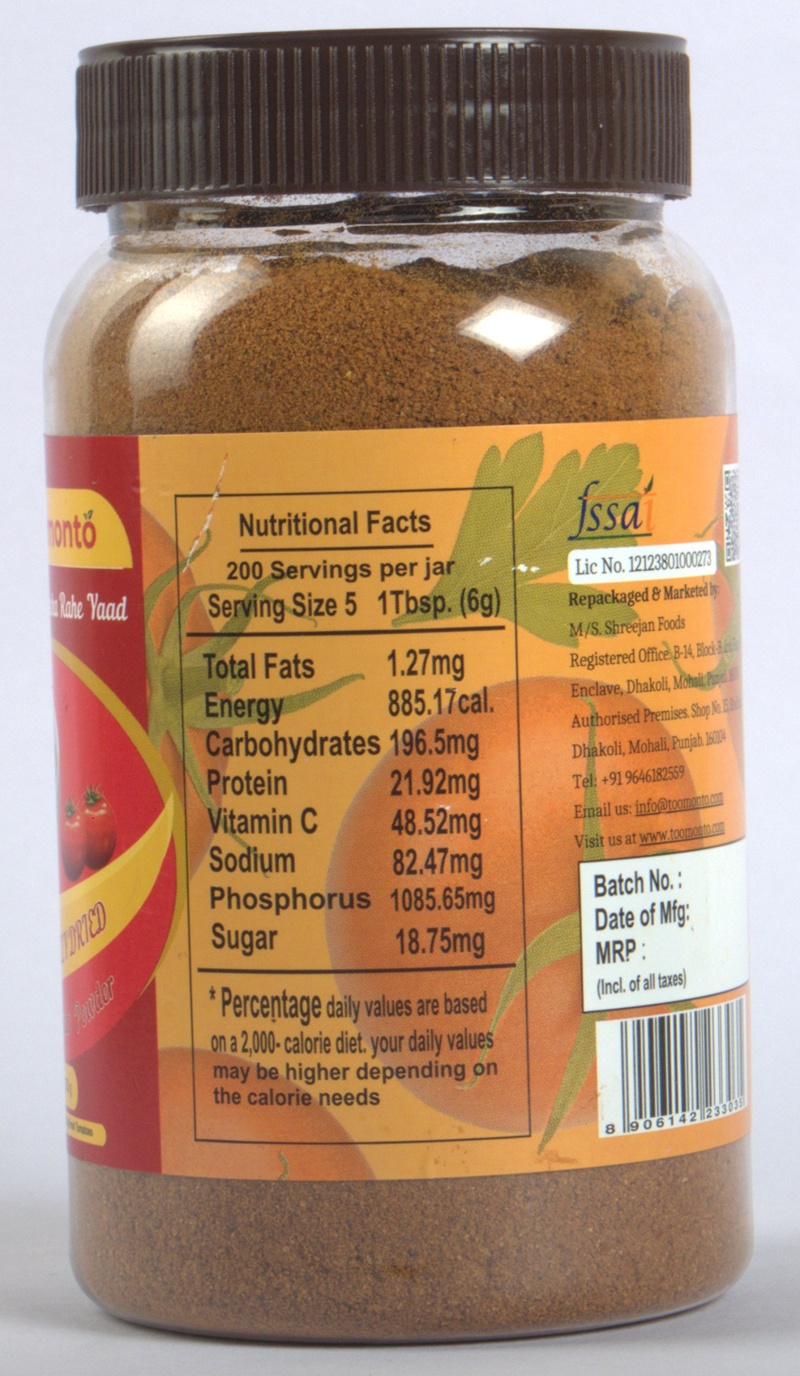 montö
Rahe Yaad
DRIED
Powder
Nutritional Facts
200 Servings per jar
Serving Size 5 1Tbsp. (6g)
Total Fats 1.27mg
Energy 885.17cal.
Carbohydrates 196.5mg
Protein 21.92mg
Vitamin C 48.52mg
Sodium 82.47mg
Phosphorus 1085.65mg
Sugar 18.75mg
* Percentage daily values are based
on a 2,000- calorie diet. your daily values
may be higher depending on
the calorie needs
fssai
Lic No. 12123801000273
Repackaged & Marketed by:
M/S. Shreejan Foods
Registered Office: B-14, Block-B
Enclave, Dhakoli, Mohali, Punjab
Authorised Premises. Shop No.
Dhakoli, Mohali, Punjab. 160104
Tel: +91 9646182559
Email us: info@toomonto.com
Visit us at www.toomonto.com
Batch No. :
Date of Mfg:
MRP :
(Incl. of all taxes)
8 906142 233035